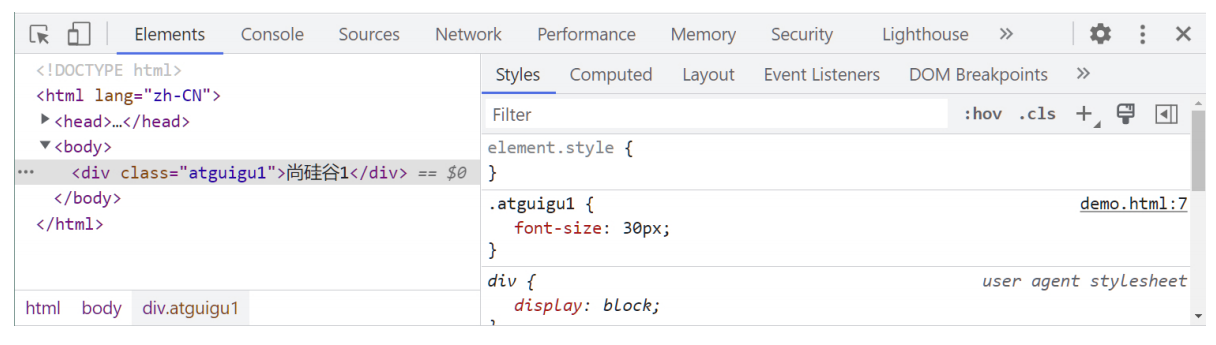 Elements Console Sources Network Performance Memory Security Lighthouse »
<!DOCTYPE html>
<html lang="zh-CN">
<head>…</head>
<body>
<div class="atguigu1">尚硅谷1</div> == $0
</body>
</html>
html body div.atguigu1
Styles Computed Layout Event Listeners DOM Breakpoints »
Filter :hov .cls
element.style {
}
.atguigu1 { demo.html:7
font-size: 30px;
}
div { user agent stylesheet
display: block;